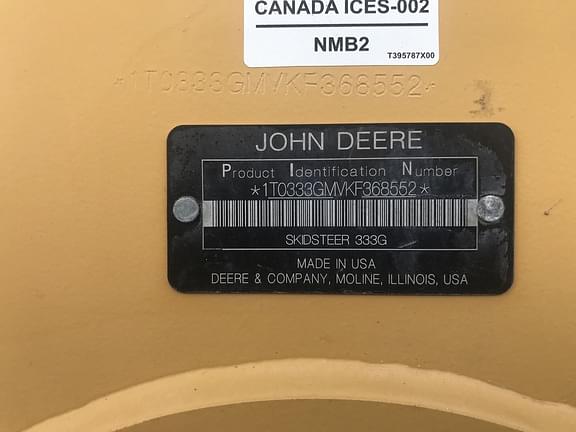 CANADA ICES-002
NMB2
T395787X00
*1T0333GMVKF368552*
JOHN DEERE
Product Identification Number
*1T0333GMVKF368552*
SKIDSTEER 333G
MADE IN USA
DEERE & COMPANY, MOLINE, ILLINOIS, USA